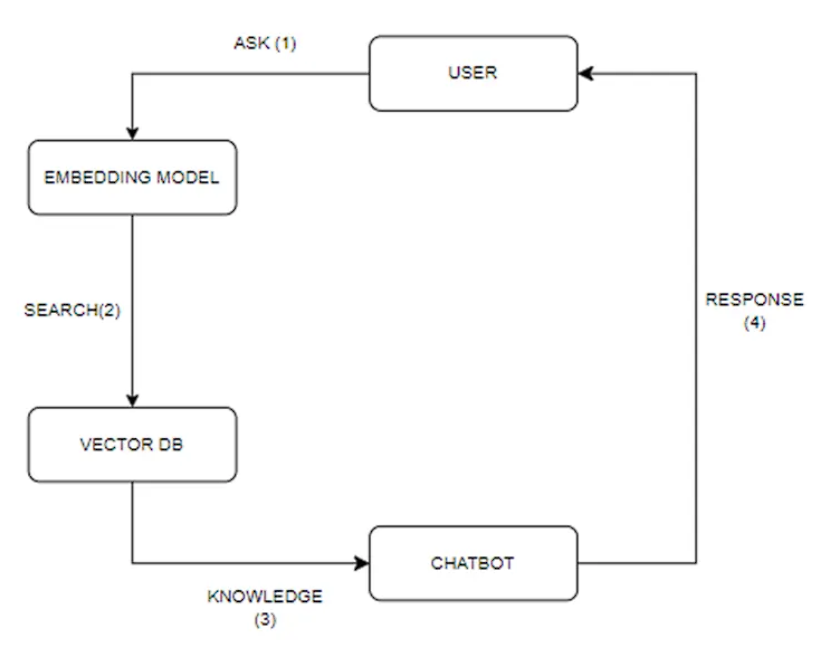 ASK (1)
USER
EMBEDDING MODEL
SEARCH(2)
RESPONSE
(4)
VECTOR DB
CHATBOT
KNOWLEDGE
(3)